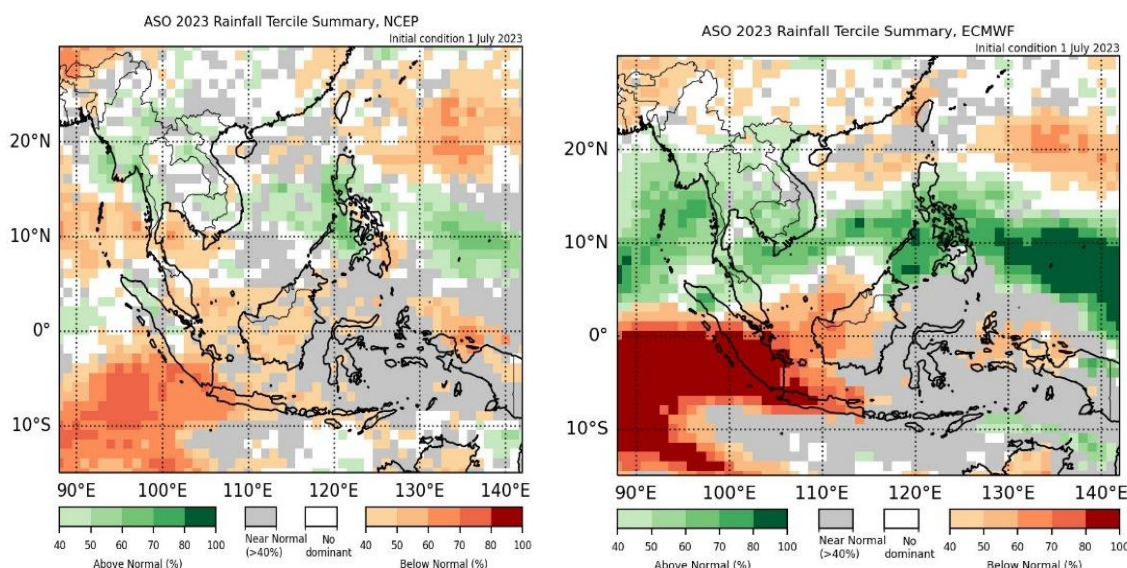 ASO 2023 Rainfall Tercile Summary, NCEP
Initial condition 1 July 2023
20°N
10°N
0°
10°S
90°E 100°E 110°E 120°E 130°E 140°E
40 50 60 70 80 100
Above Normal (%)
Near Normal
(>40%)
No
dominant
40 50 60 70 80 100
Below Normal (%)
ASO 2023 Rainfall Tercile Summary, ECMWF
Initial condition 1 July 2023
20°N
10°N
0°
10°S
90°E 100°E 110°E 120°E 130°E 140°E
40 50 60 70 80 100
Above Normal (%)
Near Normal
(>40%)
No
dominant
40 50 60 70 80 100
Below Normal (%)